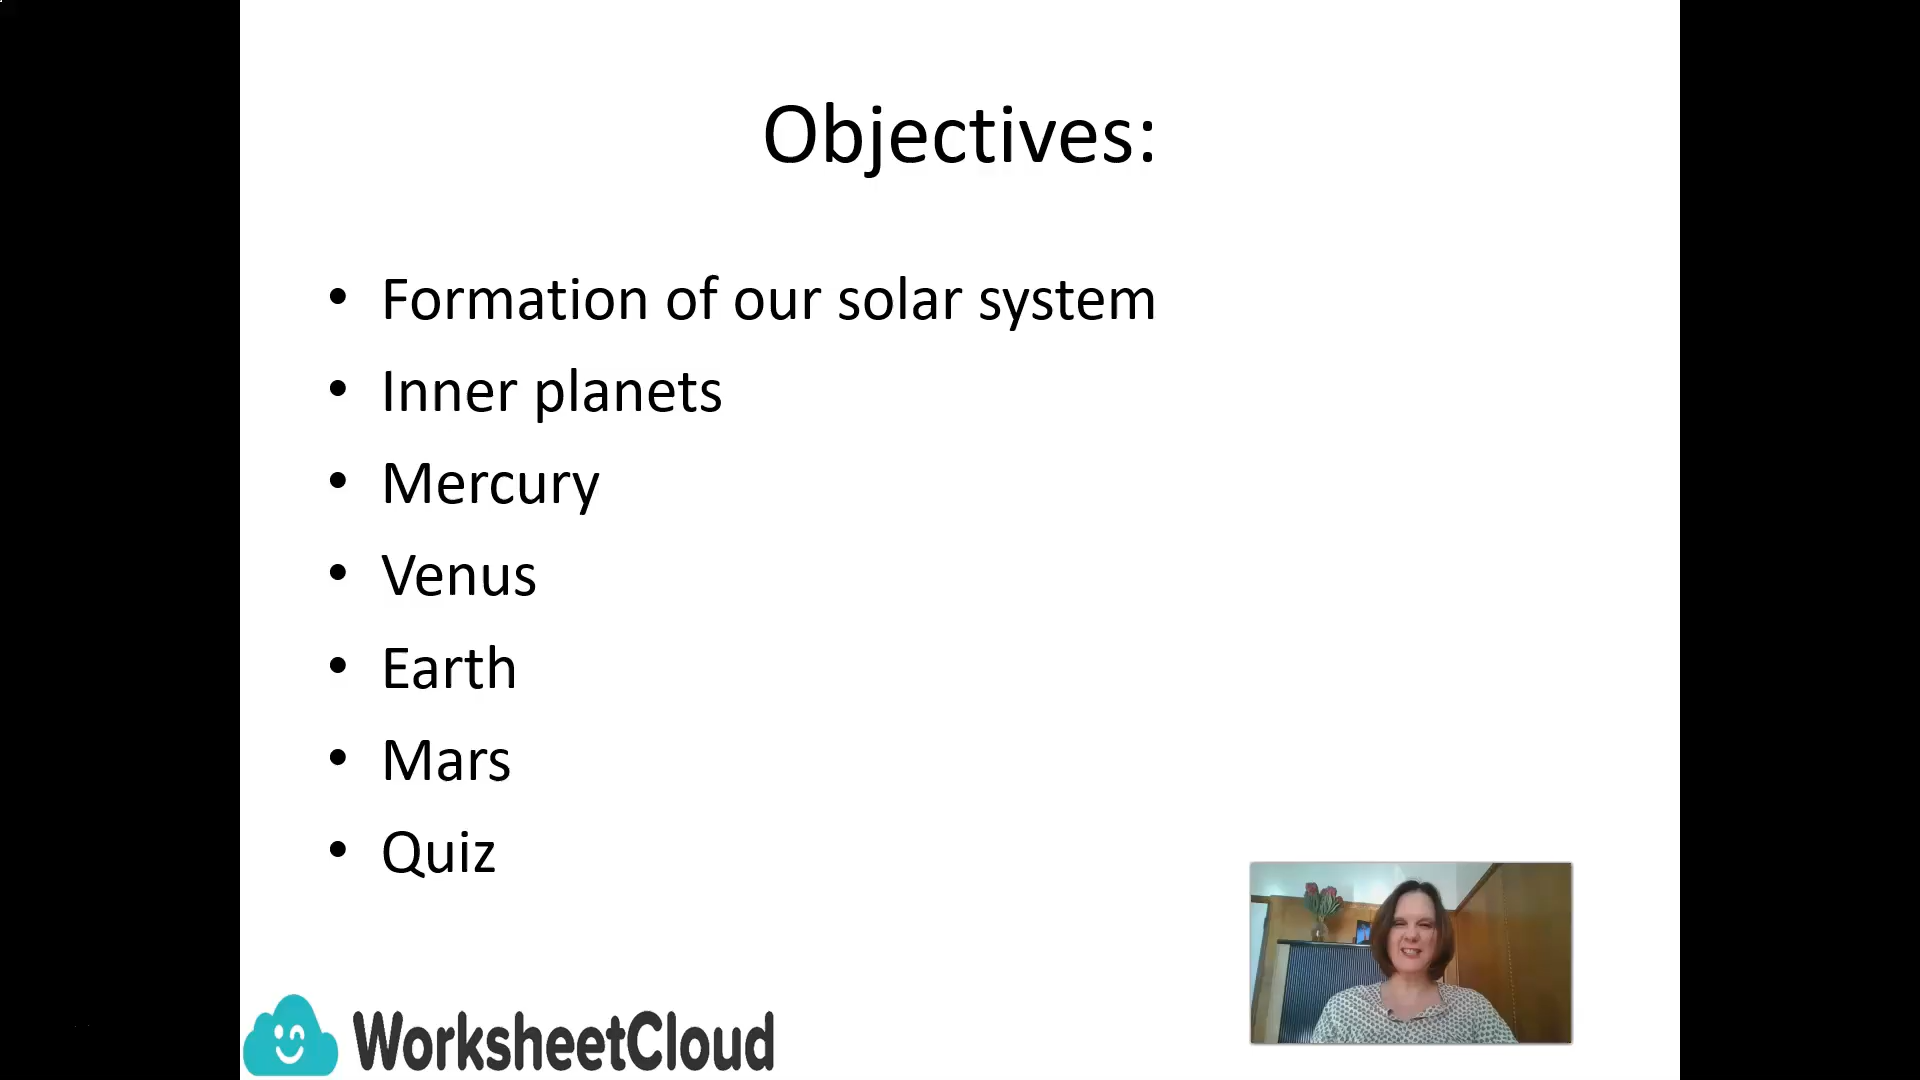 Objectives:
• Formation of our solar system
• Inner planets
• Mercury
• Venus
• Earth
• Mars
• Quiz
WorksheetCloud